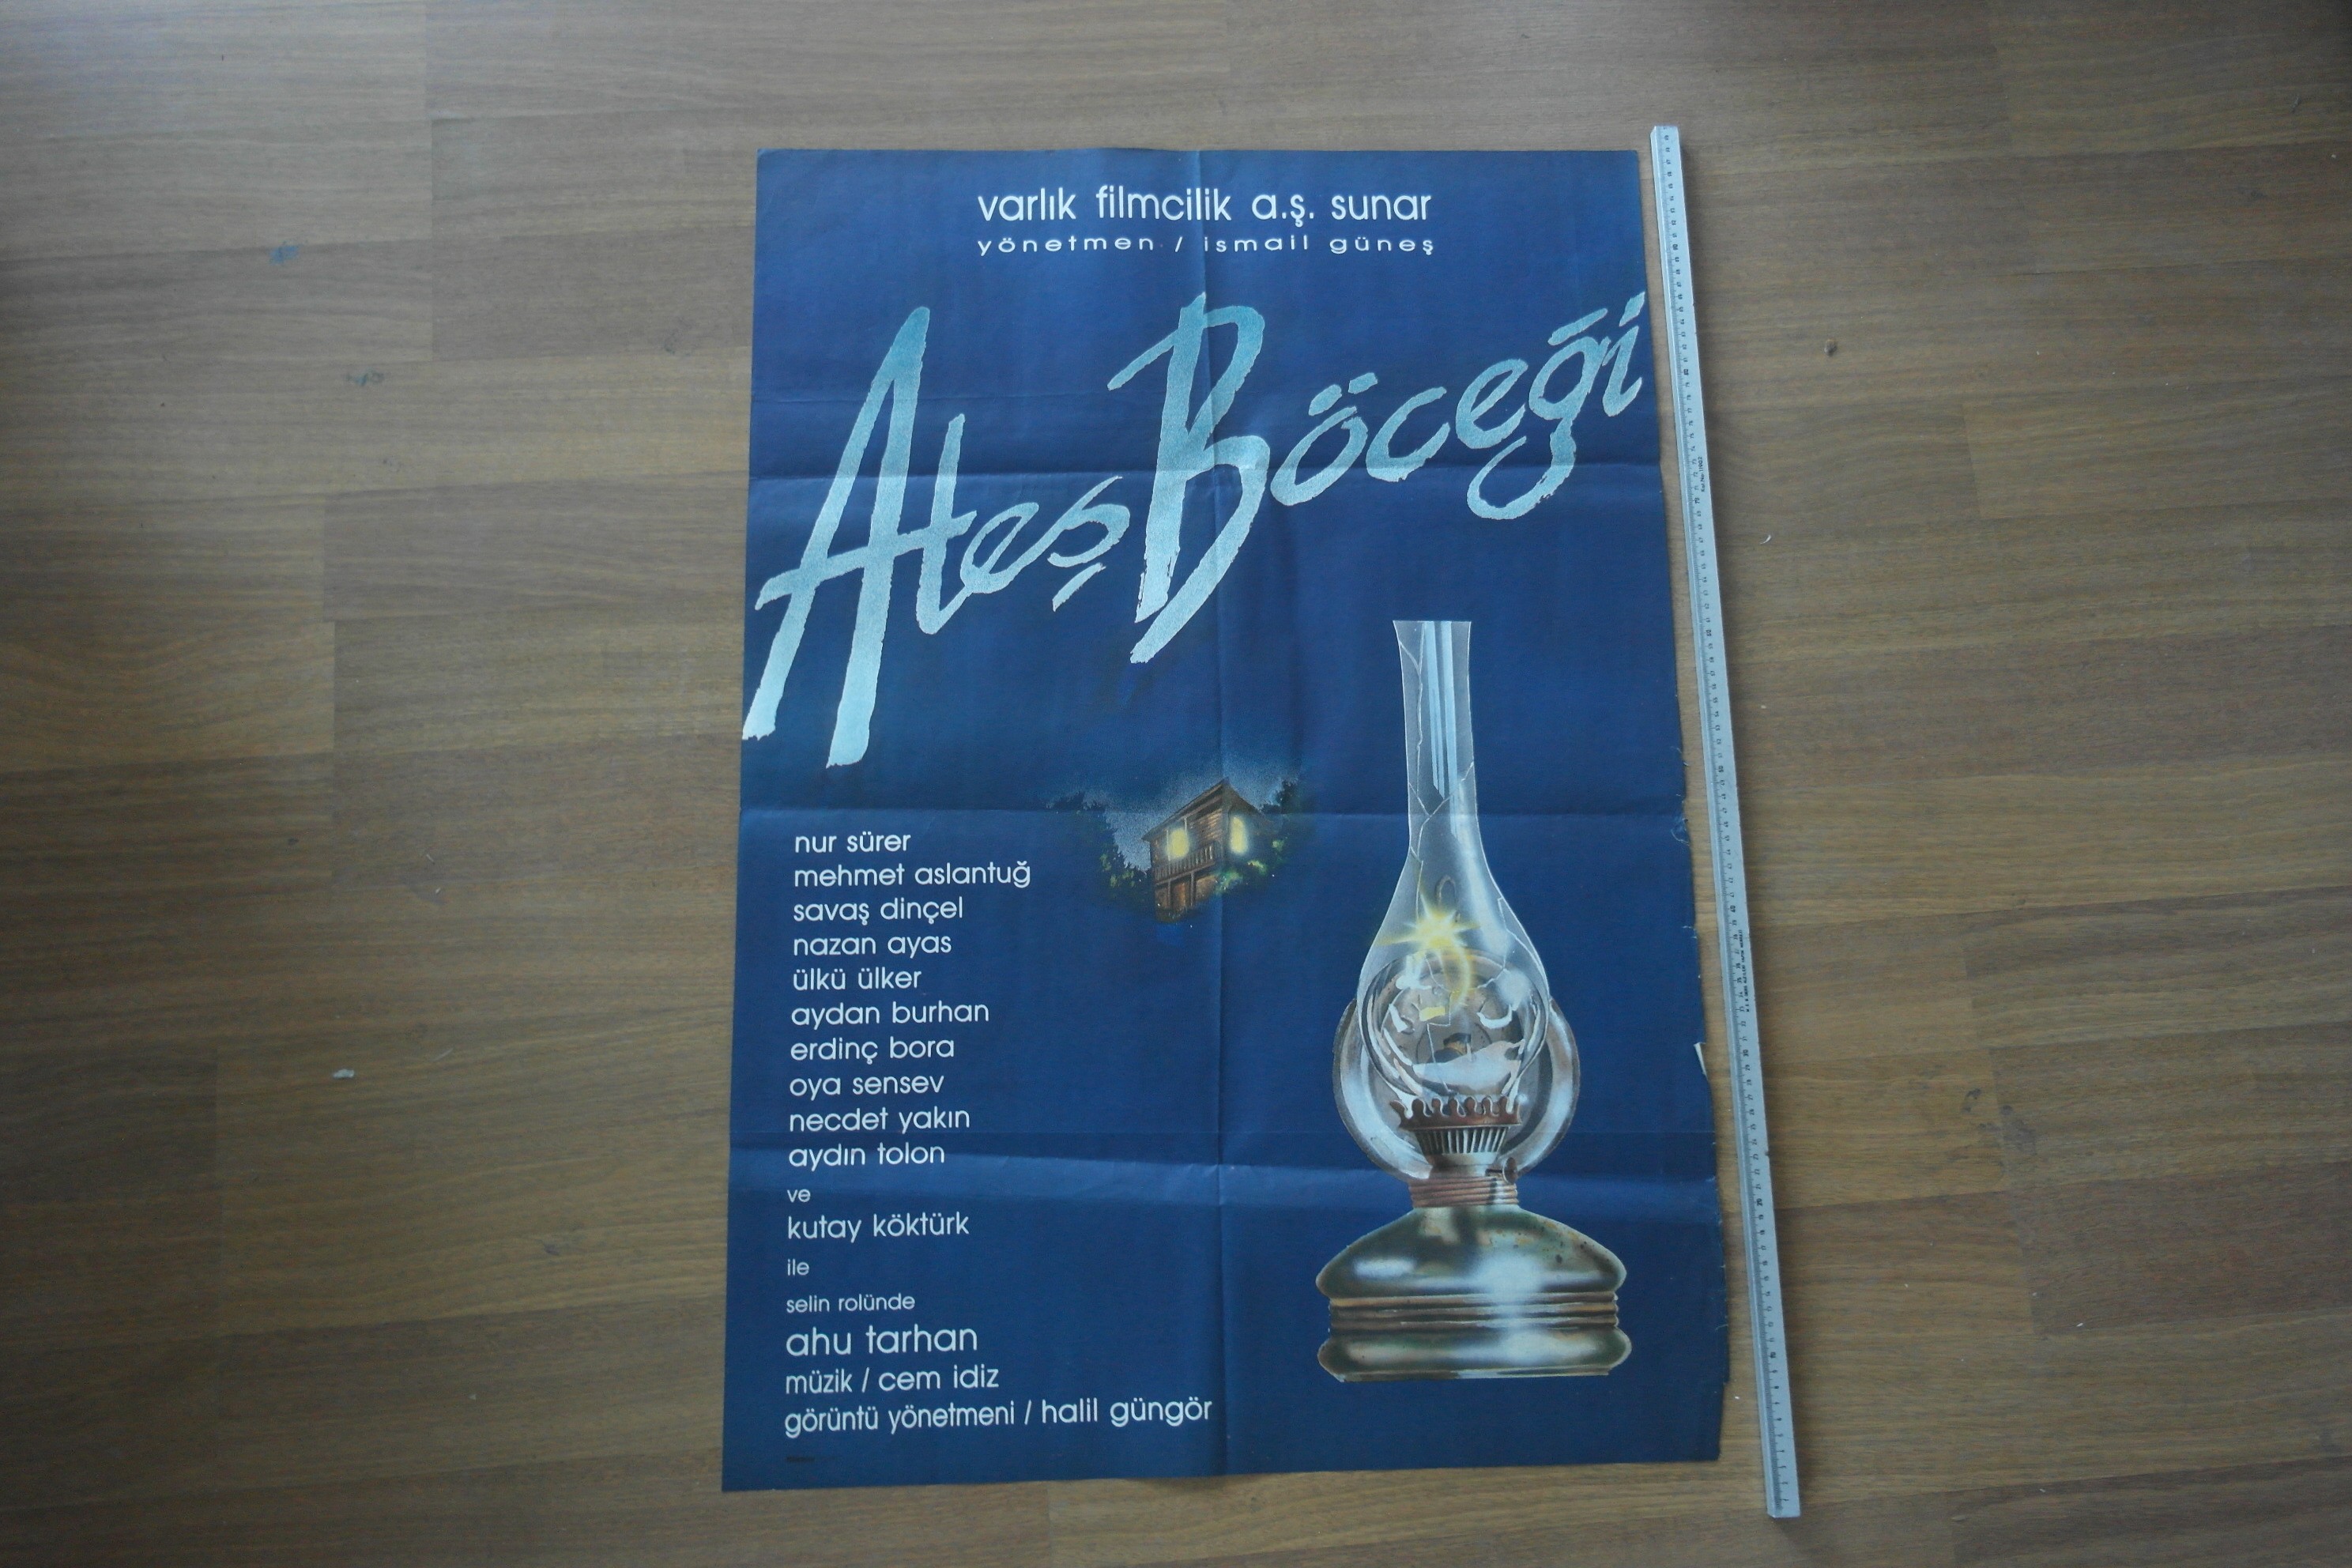 varlık filmcilik a.ş. sunar
yönetmen / ismail güneş
Ateş Böceği
nur sürer
mehmet aslantuğ
savaş dinçel
nazan ayas
ülkü ülker
aydan burhan
erdinç bora
oya sensev
necdet yakın
aydın tolon
ve
kutay köktürk
ile
selin rolünde
ahu tarhan
müzik / cem idiz
görüntü yönetmeni / halil güngör